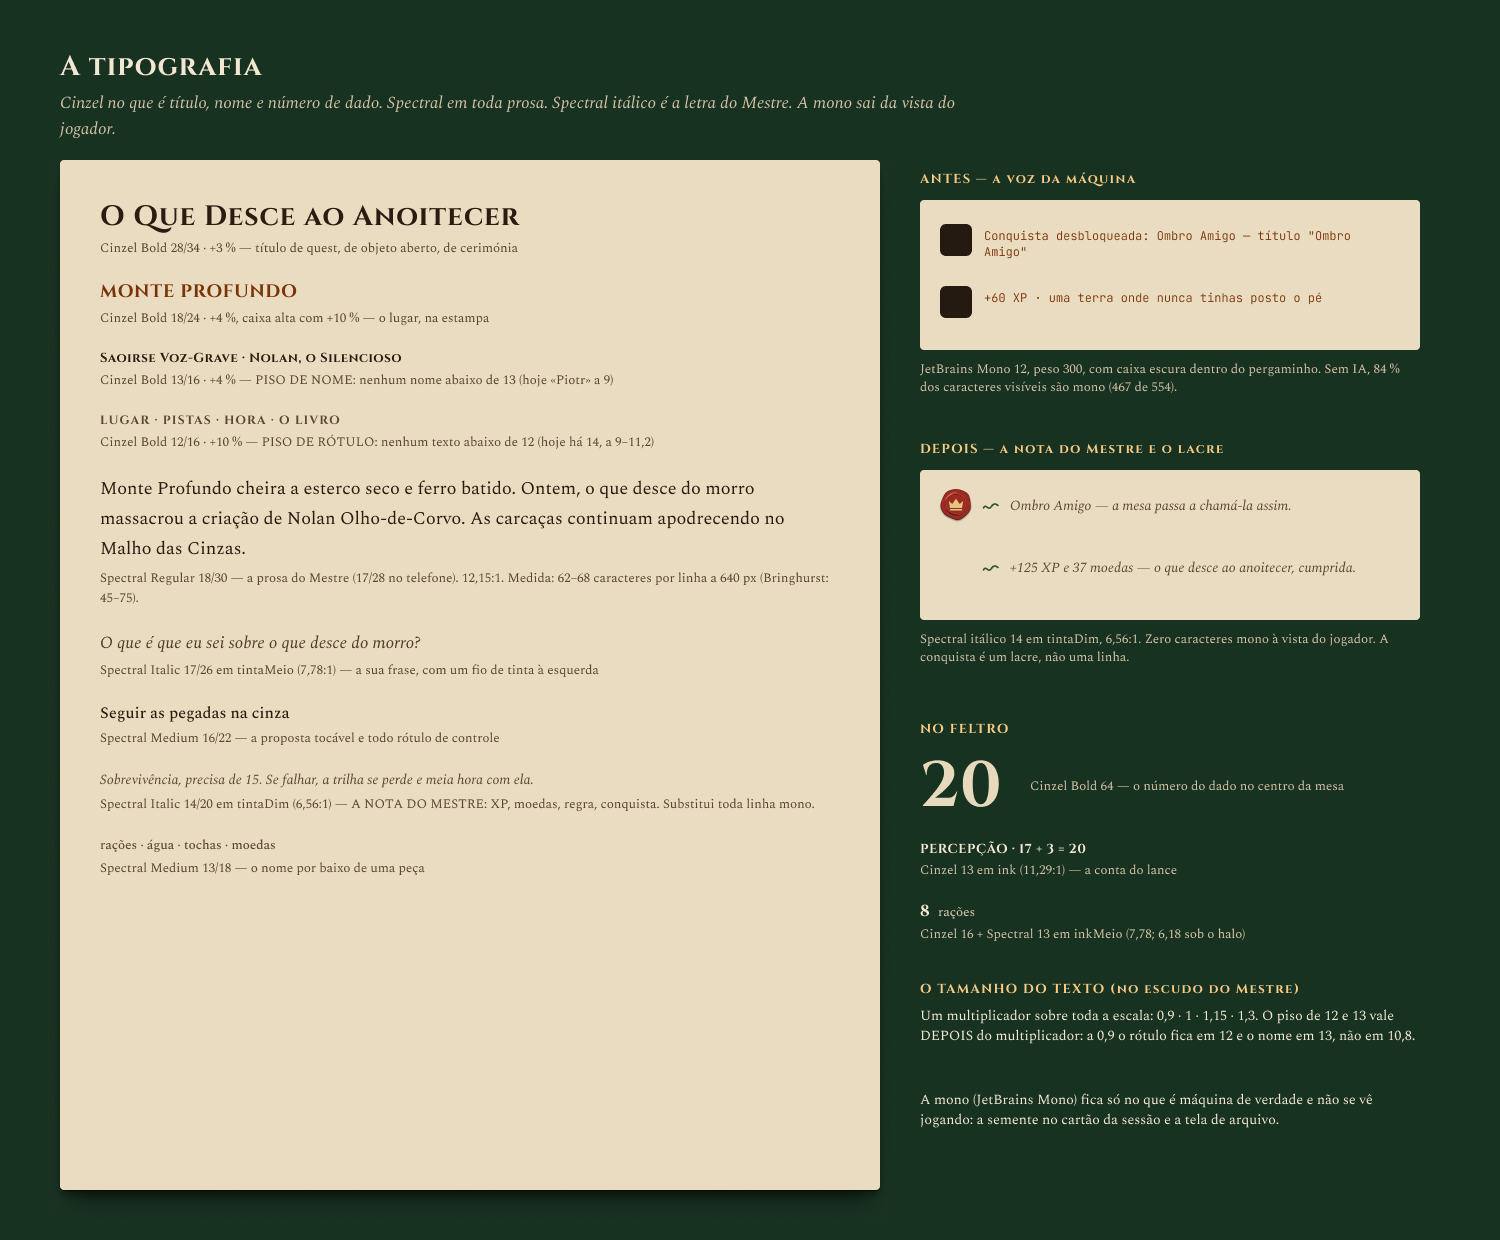 A TIPOGRAFIA
Cinzel no que é título, nome e número de dado. Spectral em toda prosa. Spectral itálico é a letra do Mestre. A mono sai da vista do
jogador.
O Que Desce ao Anoitecer
Cinzel Bold 28/34 · +3 % — título de quest, de objeto aberto, de cerimónia
MONTE PROFUNDO
Cinzel Bold 18/24 · +4 %, caixa alta com +10 % — o lugar, na estampa
Saoirse Voz-Grave · Nolan, o Silencioso
Cinzel Bold 13/16 · +4 % — PISO DE NOME: nenhum nome abaixo de 13 (hoje «Piotr» a 9)
LUGAR · PISTAS · HORA · O LIVRO
Cinzel Bold 12/16 · +10 % — PISO DE RÓTULO: nenhum texto abaixo de 12 (hoje há 14, a 9–11,2)
Monte Profundo cheira a esterco seco e ferro batido. Ontem, o que desce do morro
massacrou a criação de Nolan Olho-de-Corvo. As carcaças continuam apodrecendo no
Malho das Cinzas.
Spectral Regular 18/30 — a prosa do Mestre (17/28 no telefone). 12,15:1. Medida: 62–68 caracteres por linha a 640 px (Bringhurst:
45–75).
O que é que eu sei sobre o que desce do morro?
Spectral Italic 17/26 em tintaMeio (7,78:1) — a sua frase, com um fio de tinta à esquerda
Seguir as pegadas na cinza
Spectral Medium 16/22 — a proposta tocável e todo rótulo de controle
Sobrevivência, precisa de 15. Se falhar, a trilha se perde e meia hora com ela.
Spectral Italic 14/20 em tintaDim (6,56:1) — A NOTA DO MESTRE: XP, moedas, regra, conquista. Substitui toda linha mono.
rações · água · tochas · moedas
Spectral Medium 13/18 — o nome por baixo de uma peça
ANTES — a voz da máquina
Conquista desbloqueada: Ombro Amigo — título "Ombro
Amigo"
+60 XP · uma terra onde nunca tinhas posto o pé
JetBrains Mono 12, peso 300, com caixa escura dentro do pergaminho. Sem IA, 84 %
dos caracteres visíveis são mono (467 de 554).
DEPOIS — a nota do Mestre e o lacre
Ombro Amigo — a mesa passa a chamá-la assim.
+125 XP e 37 moedas — o que desce ao anoitecer, cumprida.
Spectral itálico 14 em tintaDim, 6,56:1. Zero caracteres mono à vista do jogador. A
conquista é um lacre, não uma linha.
NO FELTRO
20
Cinzel Bold 64 — o número do dado no centro da mesa
PERCEPÇÃO · 17 + 3 = 20
Cinzel 13 em ink (11,29:1) — a conta do lance
8 rações
Cinzel 16 + Spectral 13 em inkMeio (7,78; 6,18 sob o halo)
O TAMANHO DO TEXTO (no escudo do Mestre)
Um multiplicador sobre toda a escala: 0,9 · 1 · 1,15 · 1,3. O piso de 12 e 13 vale
DEPOIS do multiplicador: a 0,9 o rótulo fica em 12 e o nome em 13, não em 10,8.
A mono (JetBrains Mono) fica só no que é máquina de verdade e não se vê
jogando: a semente no cartão da sessão e a tela de arquivo.